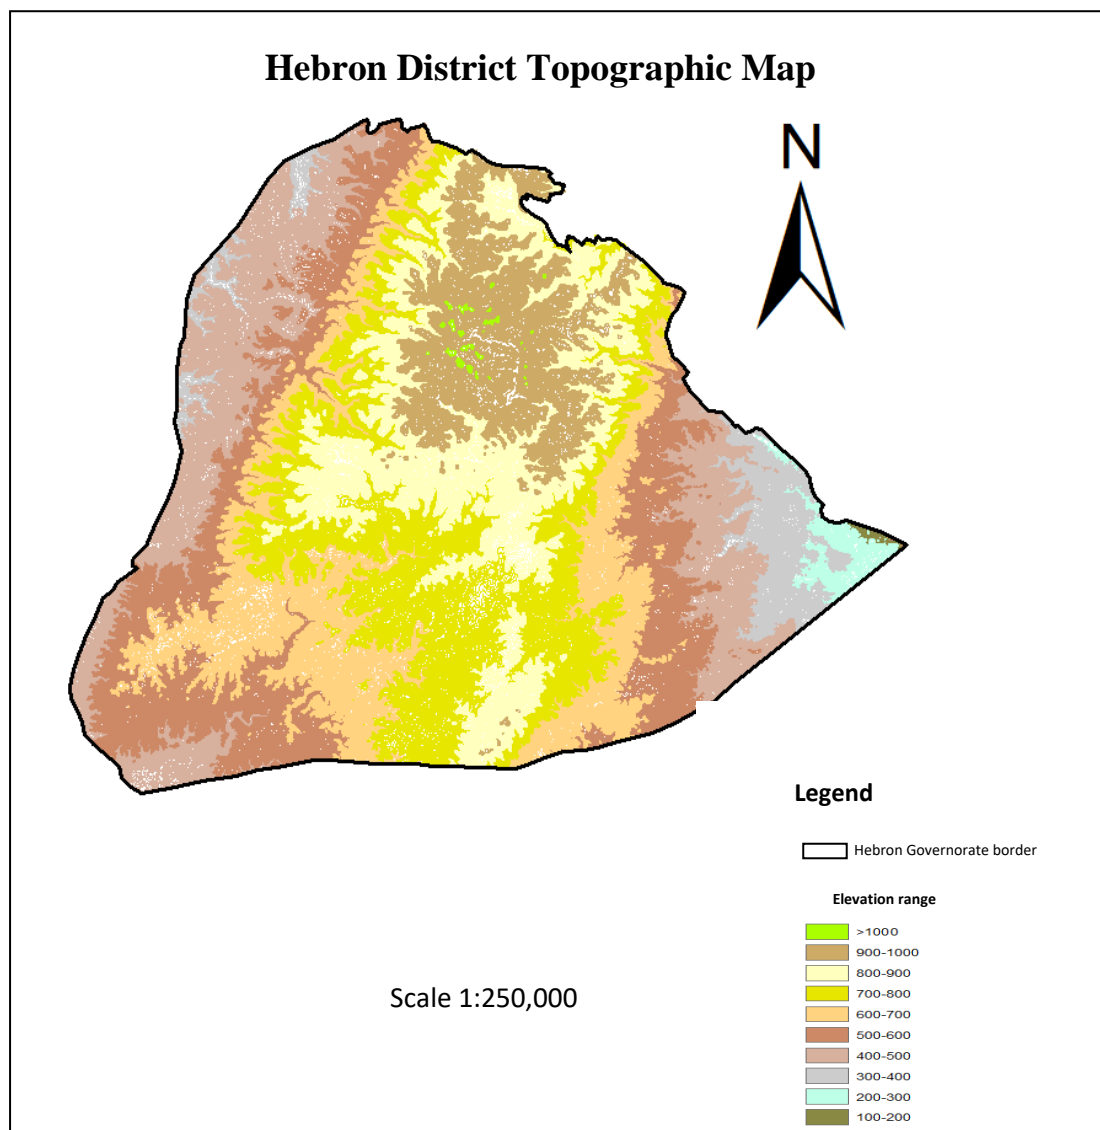 Hebron District Topographic Map
N
Legend
Hebron Governorate border
Elevation range
>1000
900-1000
800-900
700-800
600-700
500-600
400-500
300-400
200-300
100-200
Scale 1:250,000